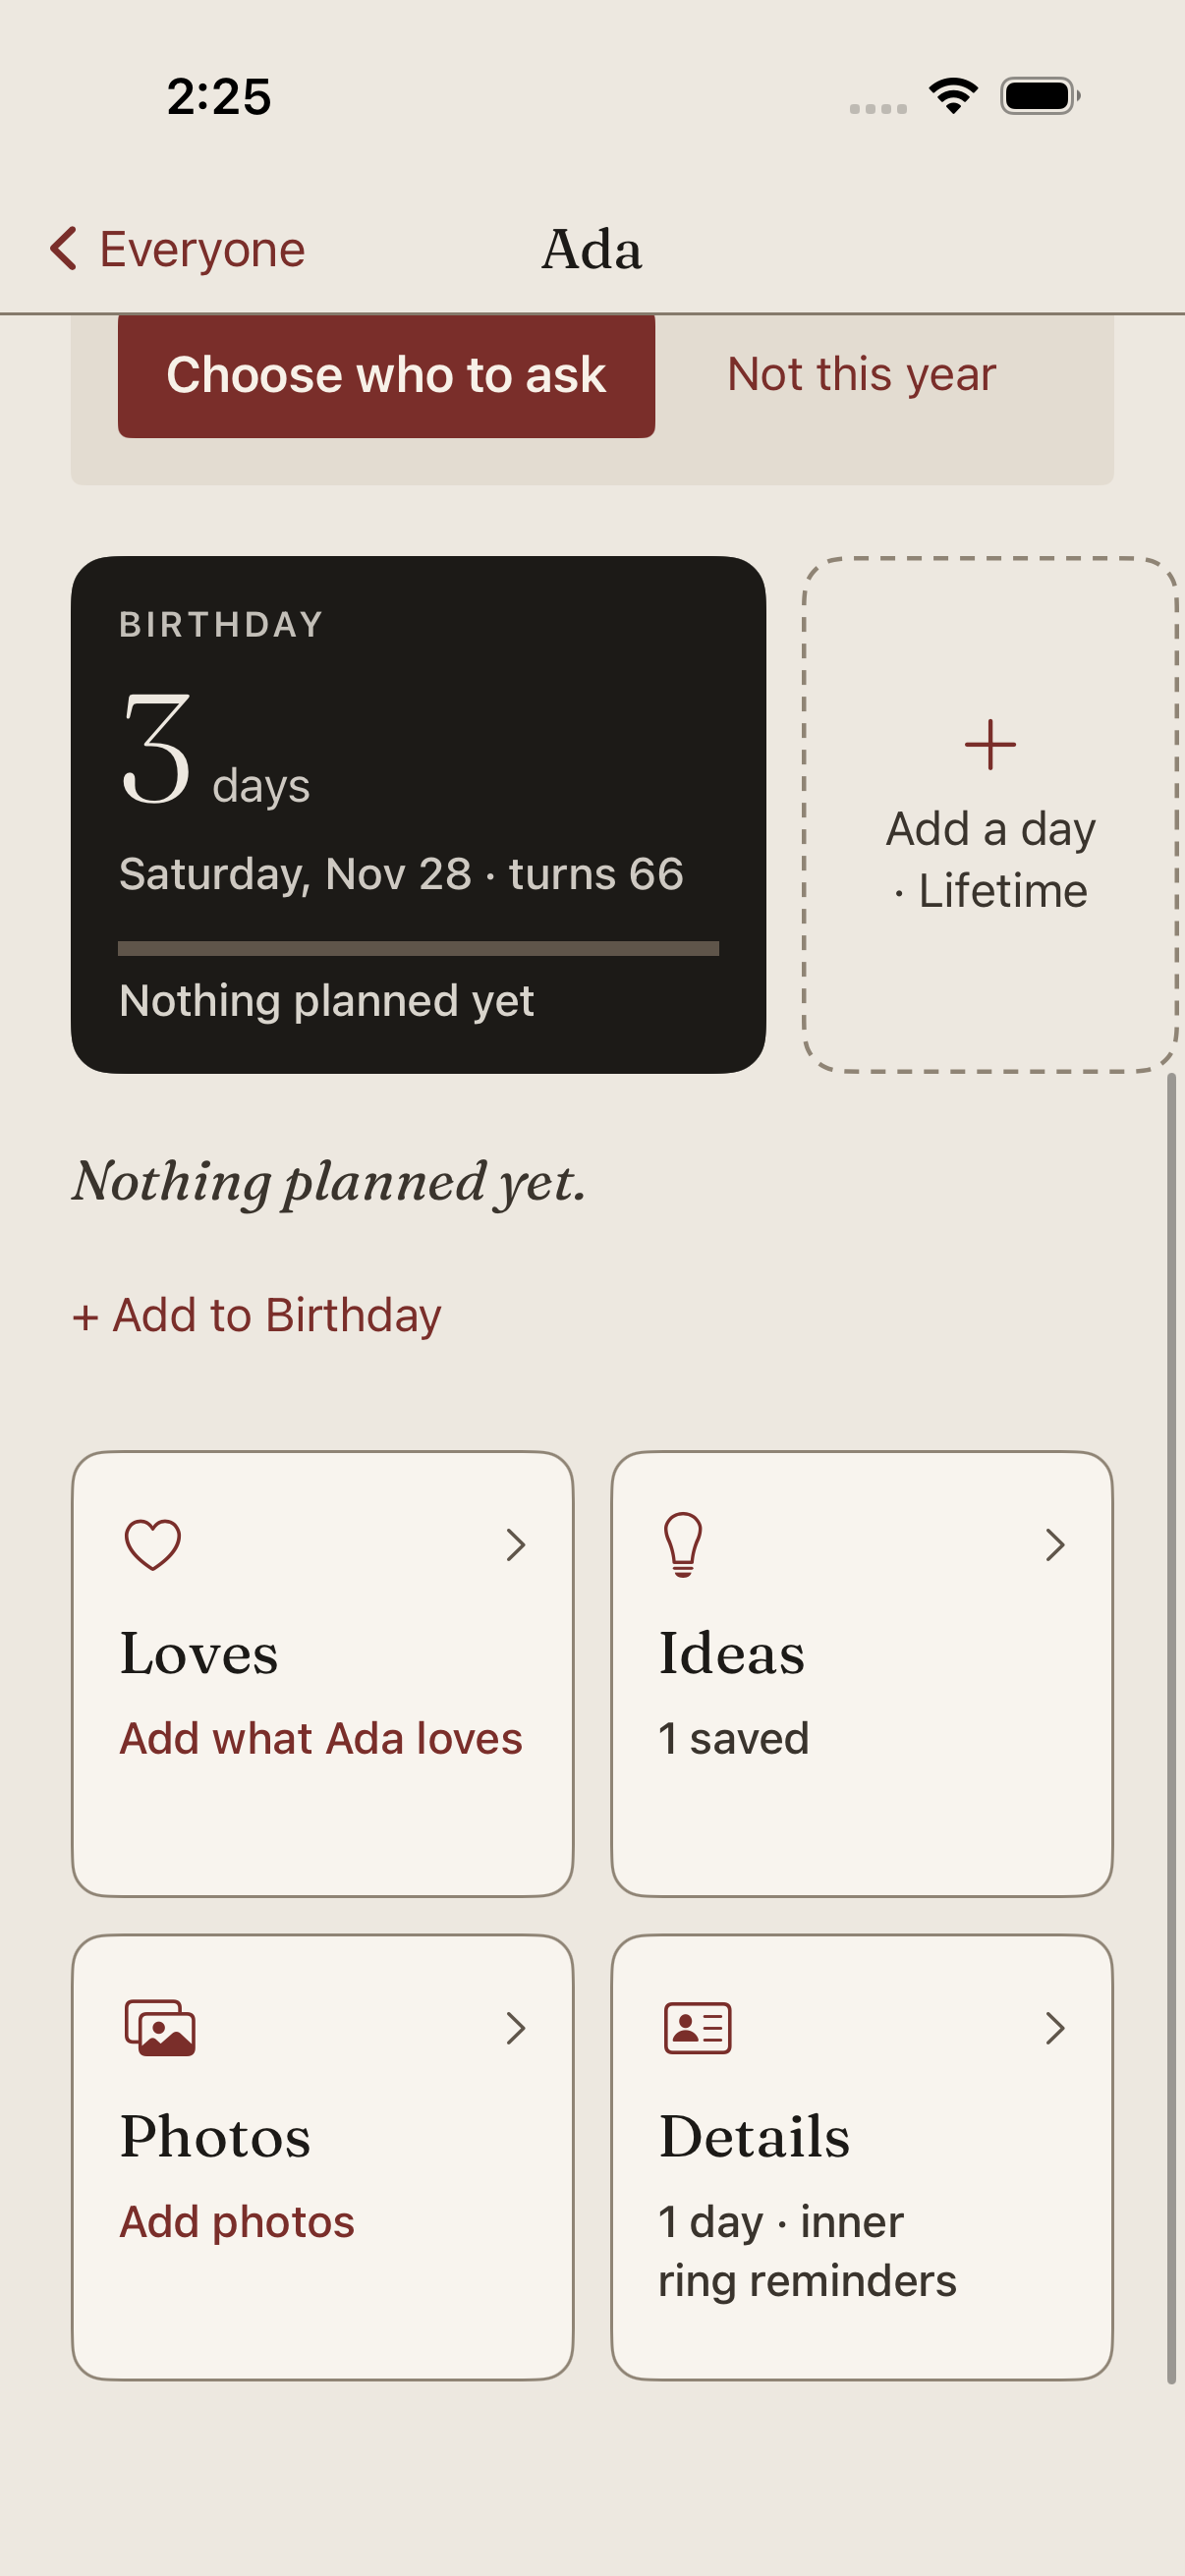 2:25
Everyone
Ada
Choose who to ask
Not this year
BIRTHDAY
3 days
Saturday, Nov 28 · turns 66
Nothing planned yet
+
Add a day
· Lifetime
Nothing planned yet.
+ Add to Birthday
Loves
Add what Ada loves
Ideas
1 saved
Photos
Add photos
Details
1 day · inner
ring reminders